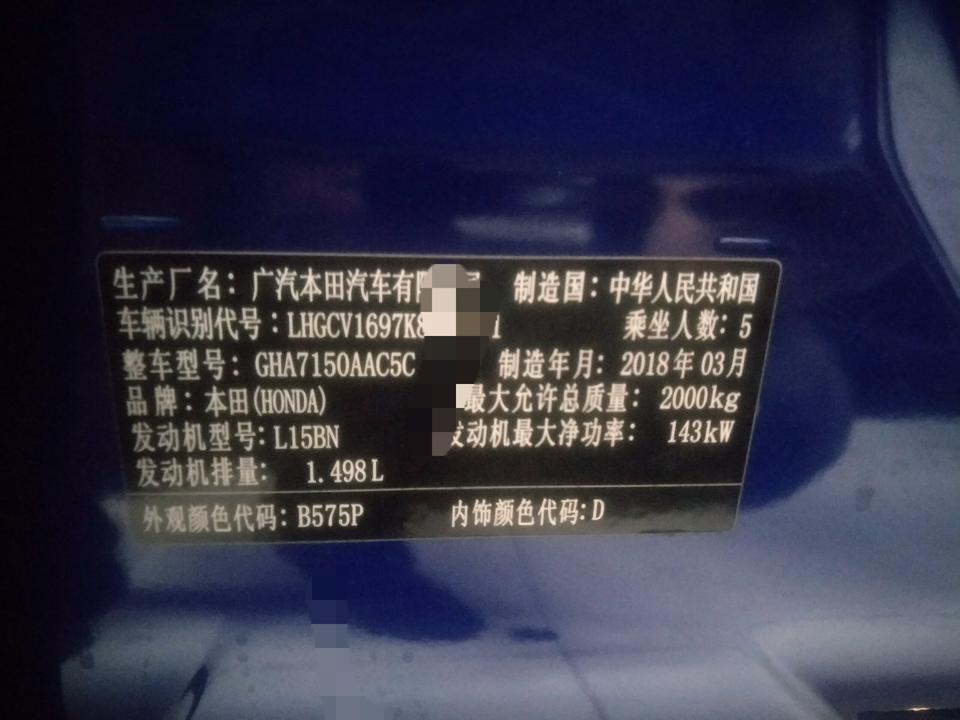 生产厂名：广汽本田汽车有 制造国：中华人民共和国
车辆识别代号：LHGCV1697K8 1 乘坐人数：5
整车型号：GHA7150AAC5C 制造年月：2018年03月
品牌：本田(HONDA) 最大允许总质量：2000kg
发动机型号：L15BN 发动机最大净功率：143kW
发动机排量：1.498L
外观颜色代码：B575P 内饰颜色代码：D